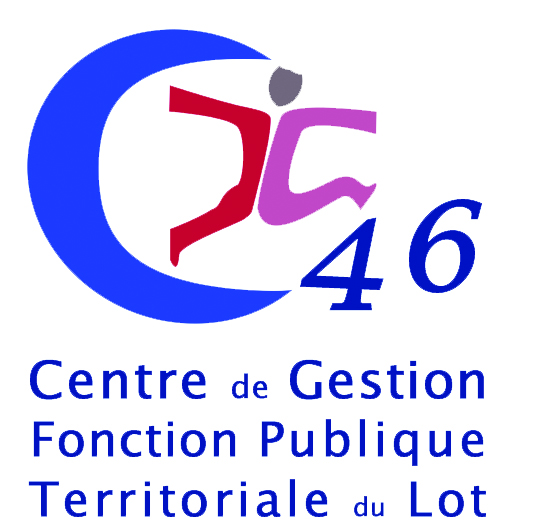 46
Centre de Gestion
Fonction Publique
Territoriale du Lot